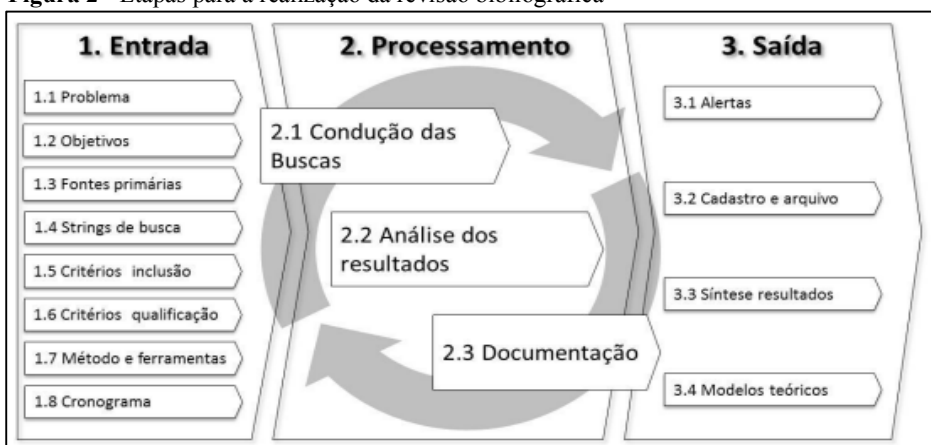 Figura 2 - Etapas para a realização da revisão bibliográfica
1. Entrada
1.1 Problema
1.2 Objetivos
1.3 Fontes primárias
1.4 Strings de busca
1.5 Critérios inclusão
1.6 Critérios qualificação
1.7 Método e ferramentas
1.8 Cronograma
2. Processamento
2.1 Condução das
Buscas
2.2 Análise dos
resultados
2.3 Documentação
3. Saída
3.1 Alertas
3.2 Cadastro e arquivo
3.3 Síntese resultados
3.4 Modelos teóricos